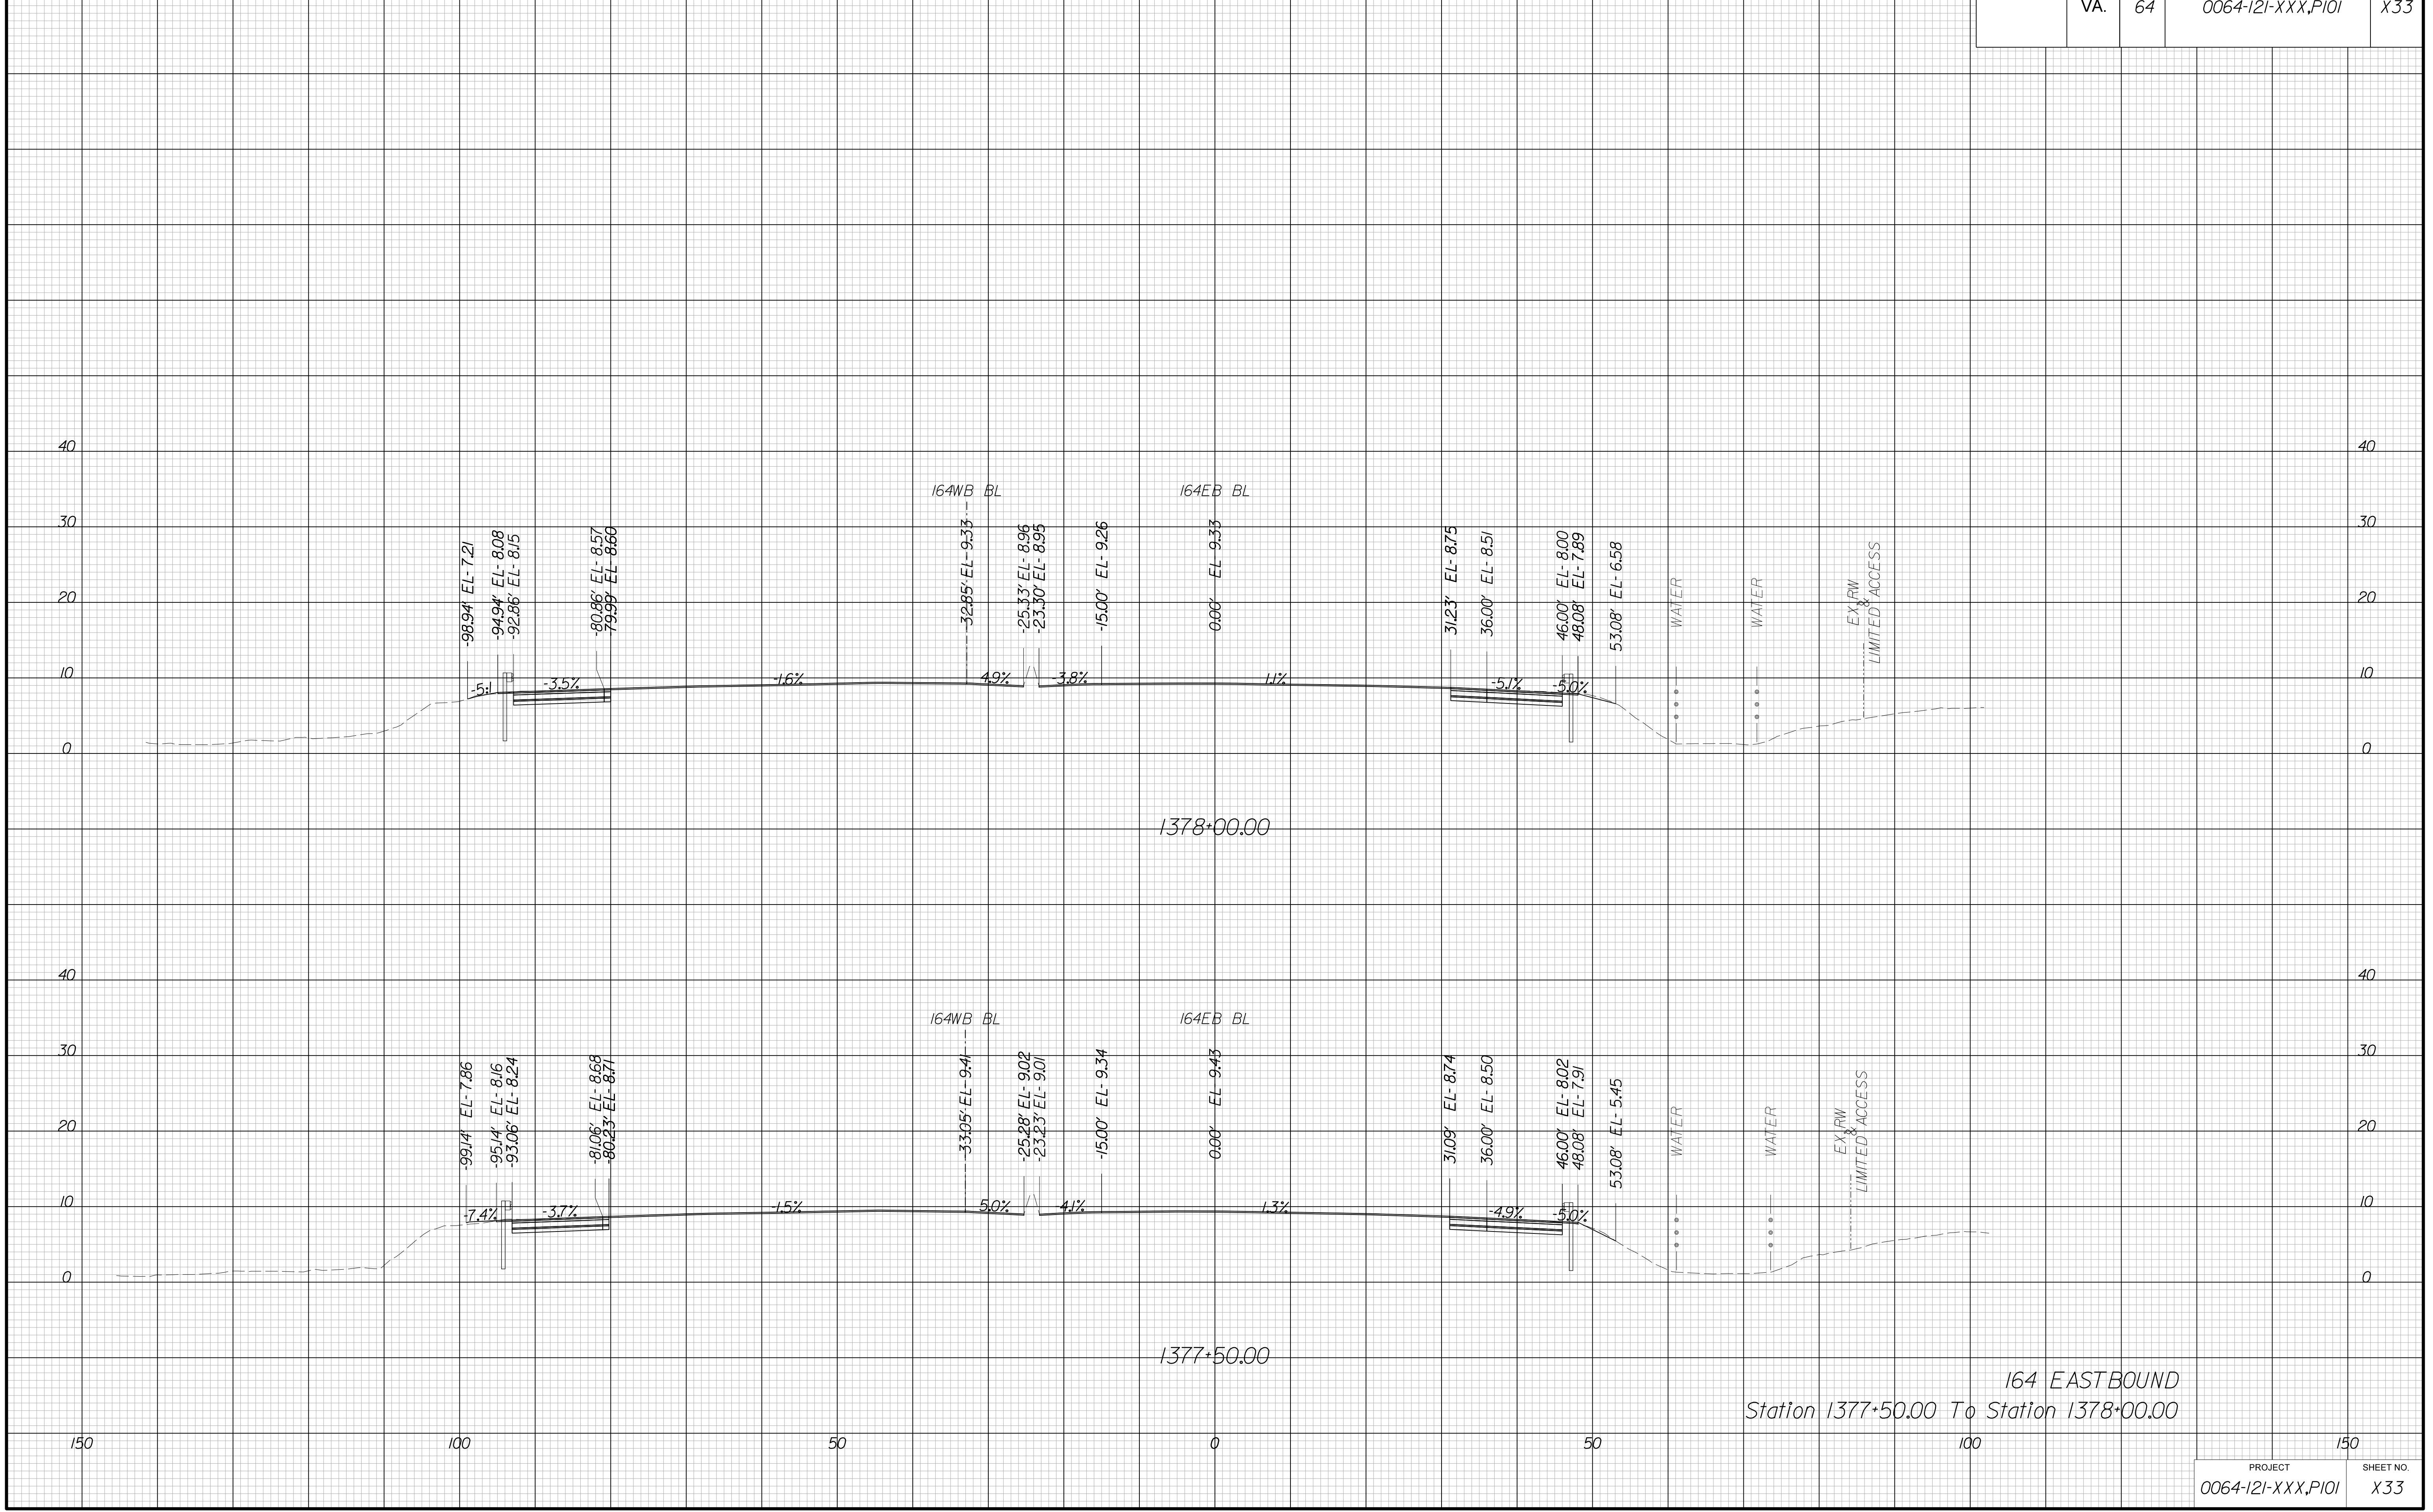 VA. 64 0064-121-XXX,P101 X33
40 40
164WB BL 164EB BL
30 30
-98.94' EL- 7.21
-94.94' EL- 8.08
-92.86' EL- 8.15
-80.86' EL- 8.57
79.99' EL- 8.60
-32.85' EL- 9.33
-25.33' EL- 8.96
-23.30' EL- 8.95
-15.00' EL- 9.26
0.00' EL 9.33
31.23' EL- 8.75
36.00' EL- 8.51
46.00' EL- 8.00
48.08' EL- 7.89
53.08' EL- 6.58
WATER
WATER
EX RW
&
LIMITED ACCESS
20 20
10 10
-5:1 -3.5% -1.6% 4.9% -3.8% 1.1% -5.1% -5.0%
0 0
1378+00.00
40 40
164WB BL 164EB BL
30 30
-99.14' EL- 7.86
-95.14' EL- 8.16
-93.06' EL- 8.24
-81.06' EL- 8.68
-80.23' EL- 8.71
-33.05' EL- 9.41
-25.28' EL- 9.02
-23.23' EL- 9.01
-15.00' EL- 9.34
0.00' EL 9.43
31.09' EL- 8.74
36.00' EL- 8.50
46.00' EL- 8.02
48.08' EL- 7.91
53.08' EL- 5.45
WATER
WATER
EX RW
&
LIMITED ACCESS
20 20
10 10
-7.4% -3.7% -1.5% 5.0% -4.1% 1.3% -4.9% -5.0%
0 0
1377+50.00
164 EASTBOUND
Station 1377+50.00 To Station 1378+00.00
150 100 50 0 50 100 150
PROJECT SHEET NO.
0064-121-XXX,P101 X33